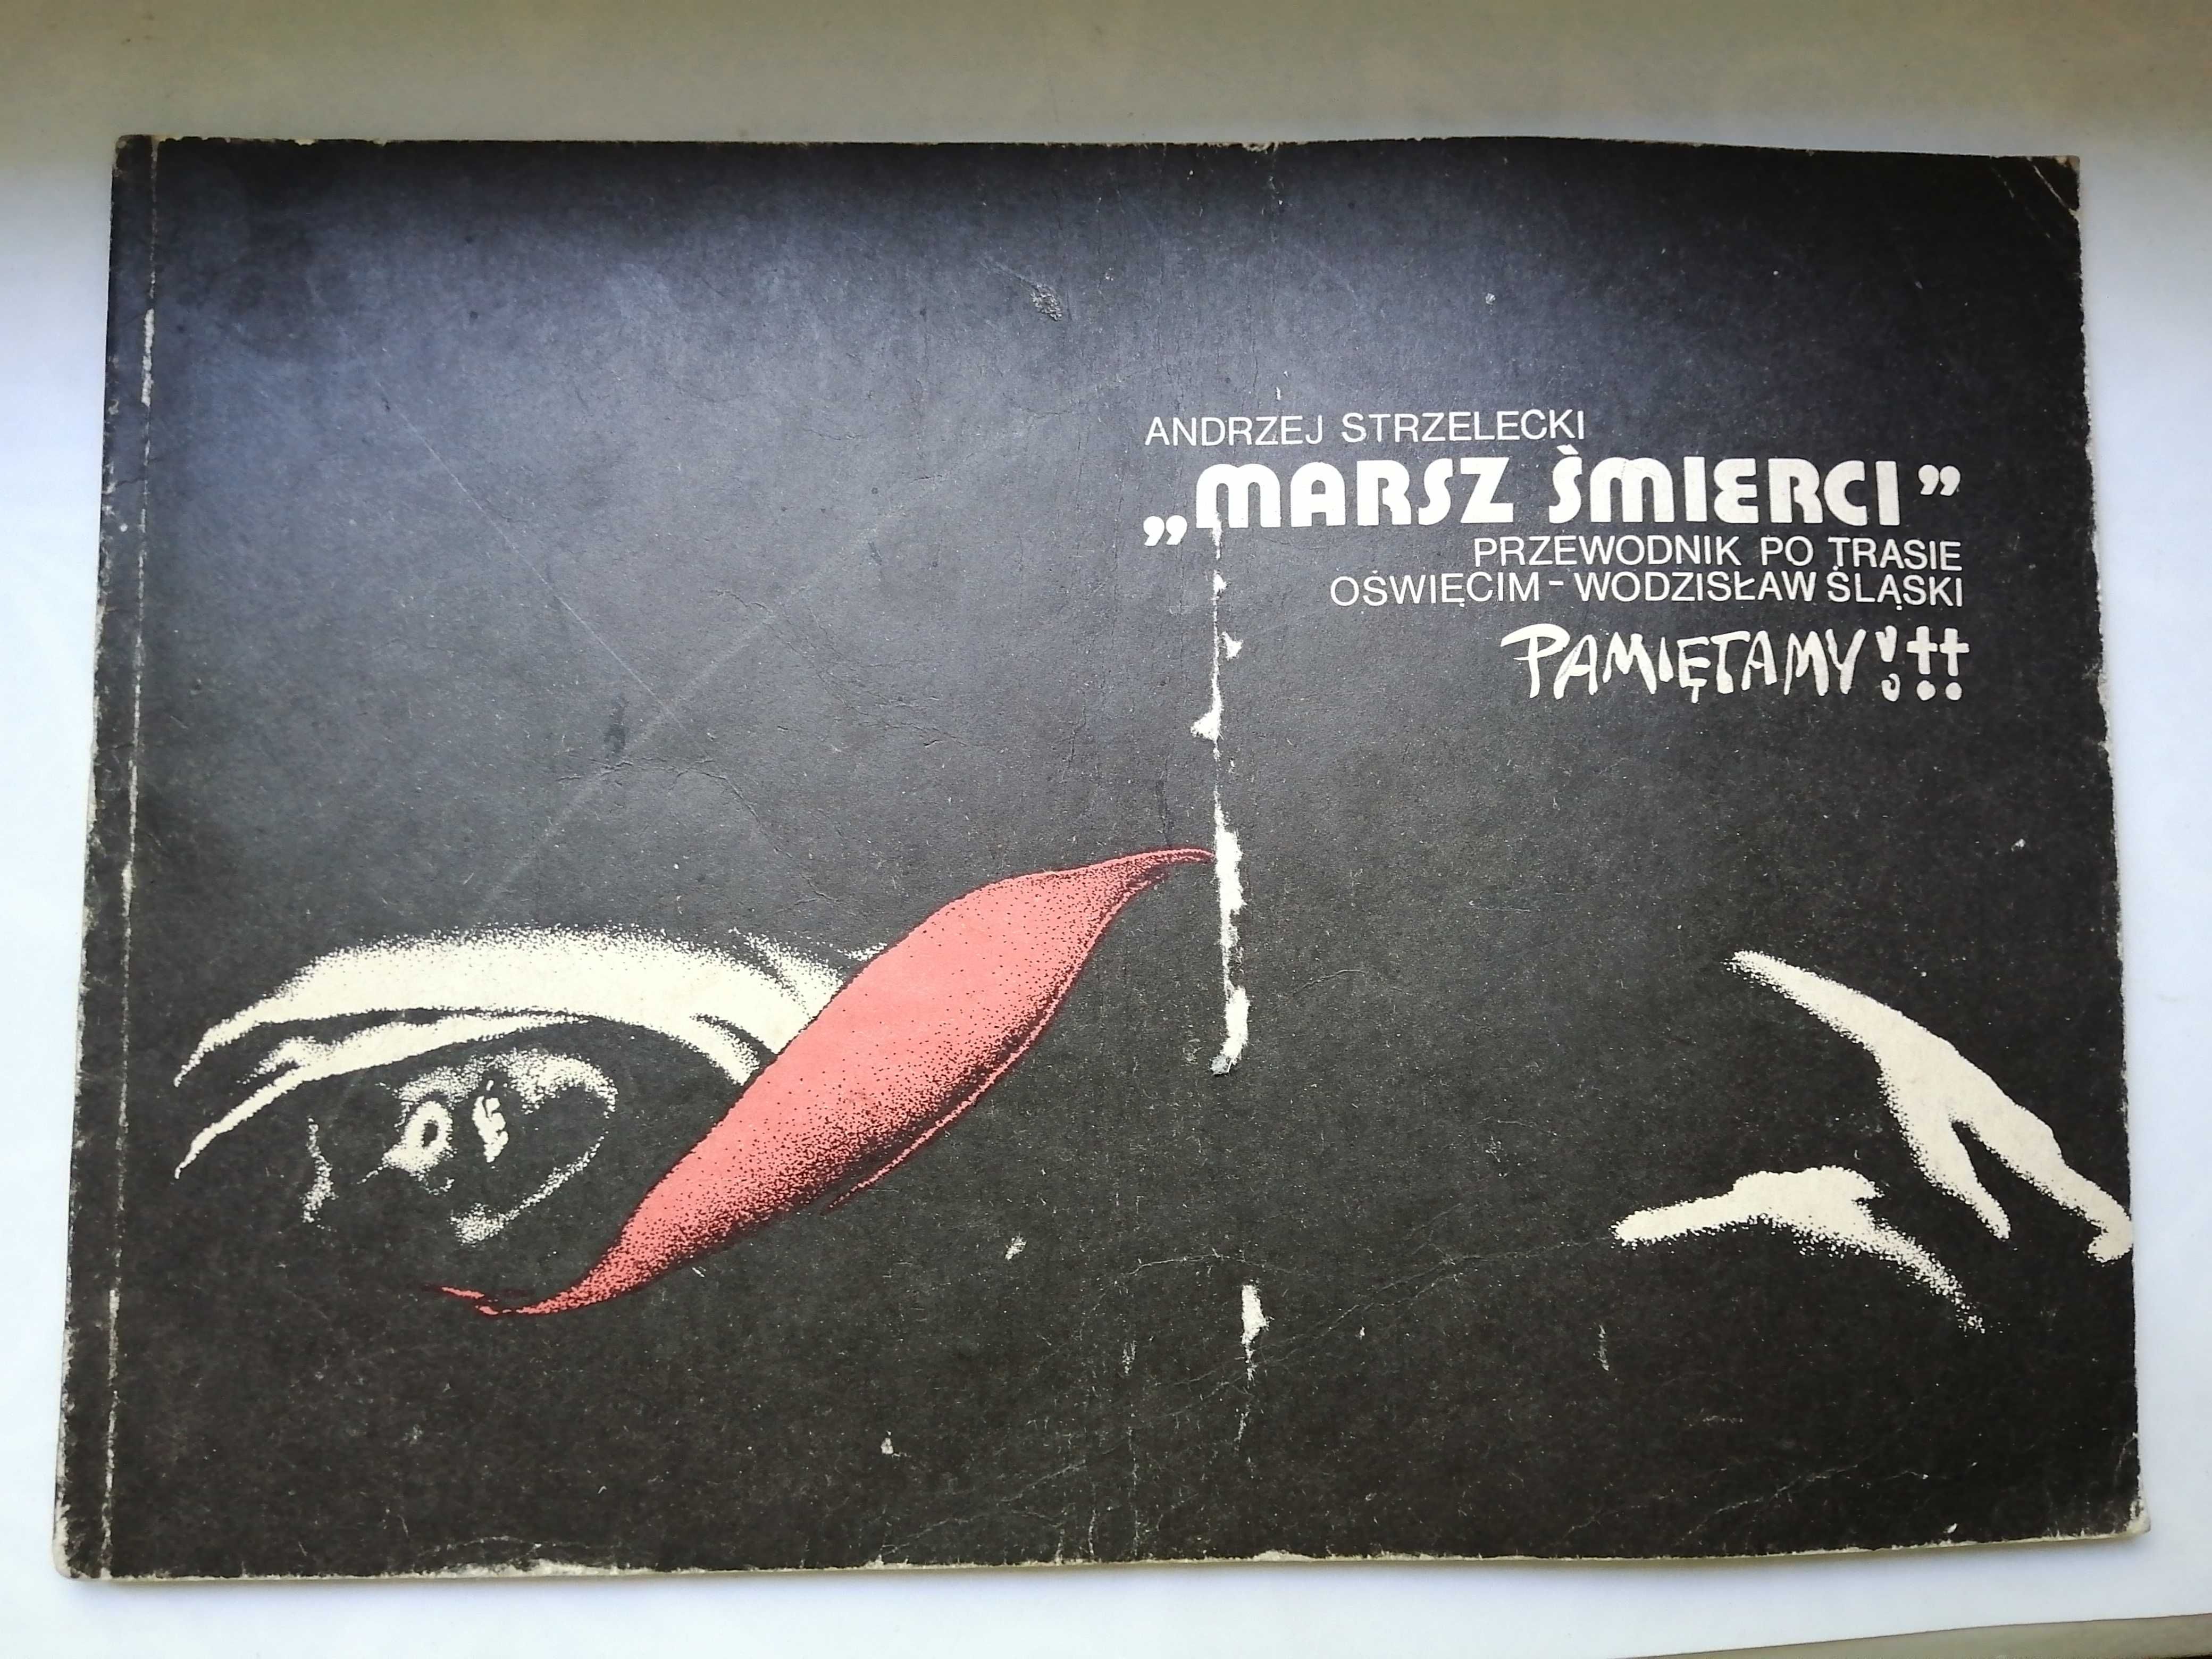 ANDRZEJ STRZELECKI
„MARSZ ŚMIERCI”
PRZEWODNIK PO TRASIE
OŚWIĘCIM - WODZISŁAW ŚLĄSKI
PAMIĘTAMY!!!